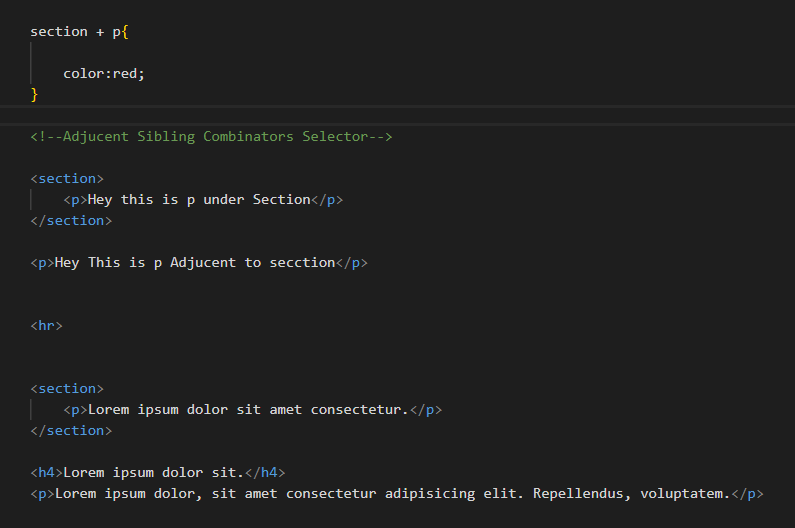 section + p{
color:red;
}
<!--Adjucent Sibling Combinators Selector-->
<section>
<p>Hey this is p under Section</p>
</section>
<p>Hey This is p Adjucent to secction</p>
<hr>
<section>
<p>Lorem ipsum dolor sit amet consectetur.</p>
</section>
<h4>Lorem ipsum dolor sit.</h4>
<p>Lorem ipsum dolor, sit amet consectetur adipisicing elit. Repellendus, voluptatem.</p>